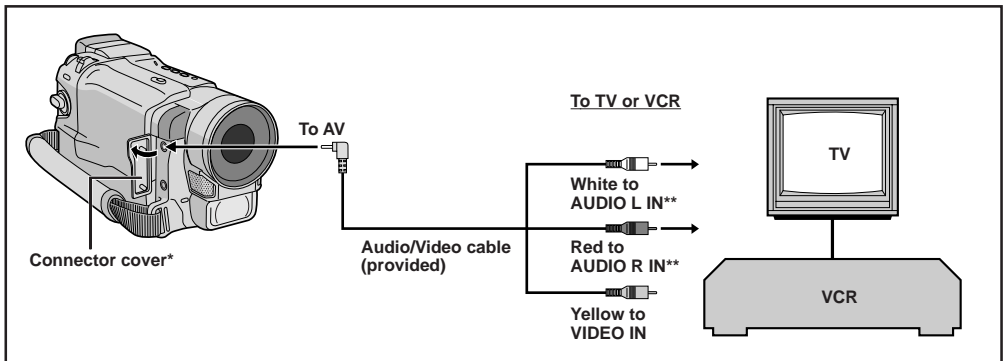 To TV or VCR
To AV
TV
White to
AUDIO L IN**
Connector cover*
Audio/Video cable
(provided)
Red to
AUDIO R IN**
VCR
Yellow to
VIDEO IN